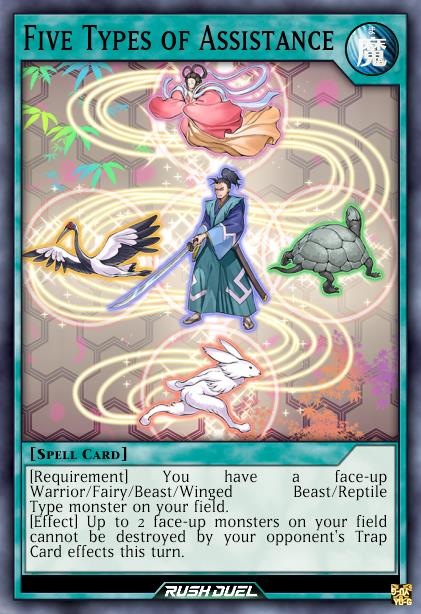 Five Types of Assistance
ま
魔
[Spell Card]
[Requirement] You have a face-up
Warrior/Fairy/Beast/Winged Beast/Reptile
Type monster on your field.
[Effect] Up to 2 face-up monsters on your field
cannot be destroyed by your opponent's Trap
Card effects this turn.
RUSH DUEL